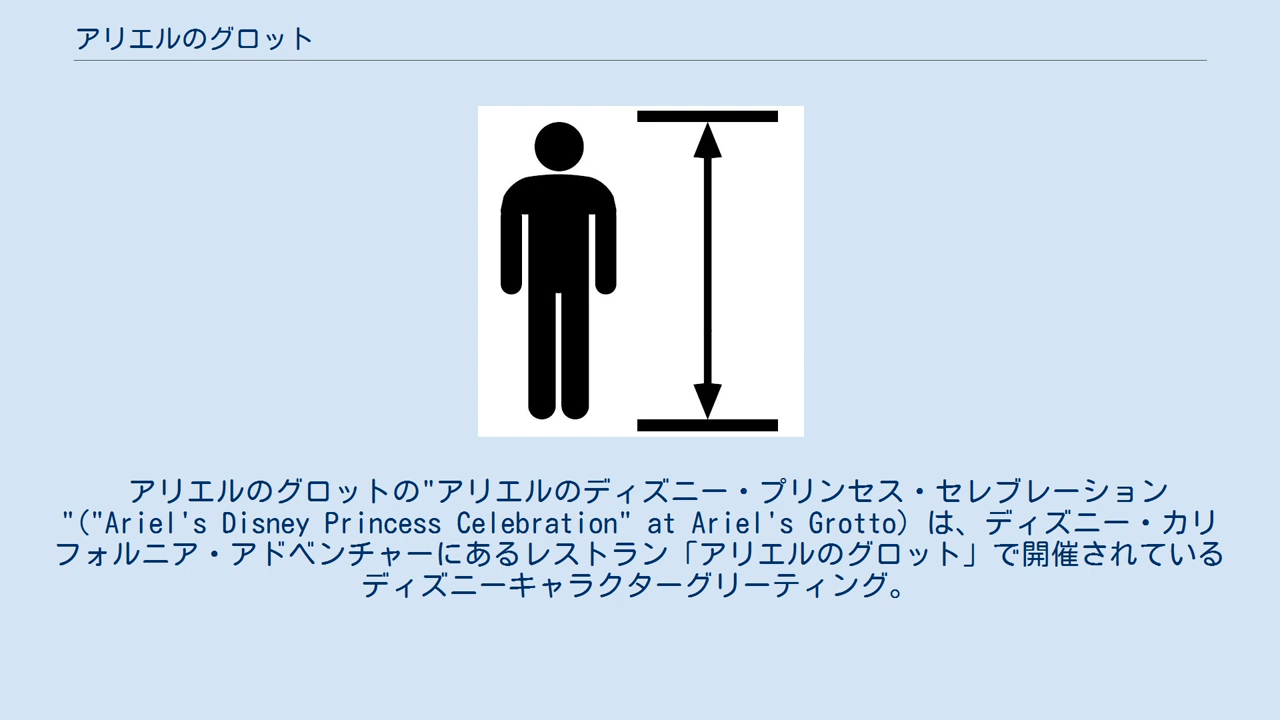 アリエルのグロット
アリエルのグロットの"アリエルのディズニー・プリンセス・セレブレーション
"("Ariel's Disney Princess Celebration" at Ariel's Grotto) は、ディズニー・カリ
フォルニア・アドベンチャーにあるレストラン「アリエルのグロット」で開催されている
ディズニーキャラクターグリーティング。